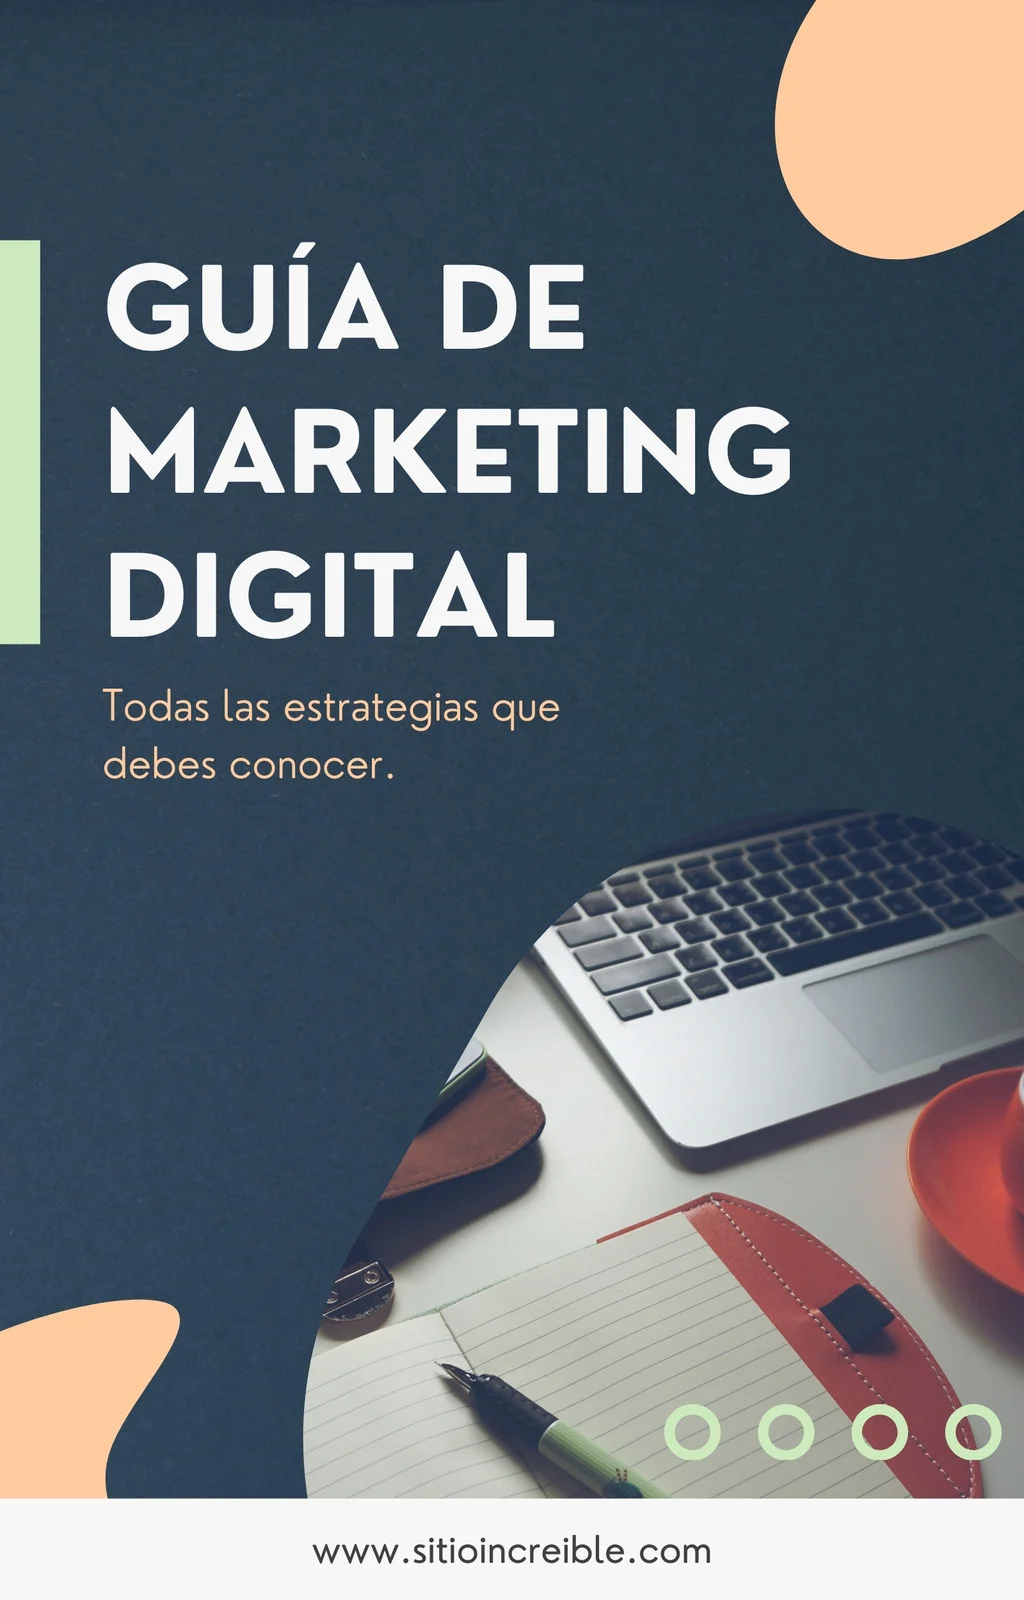 GUÍA DE
MARKETING
DIGITAL
Todas las estrategias que
debes conocer.
www.sitioincreible.com